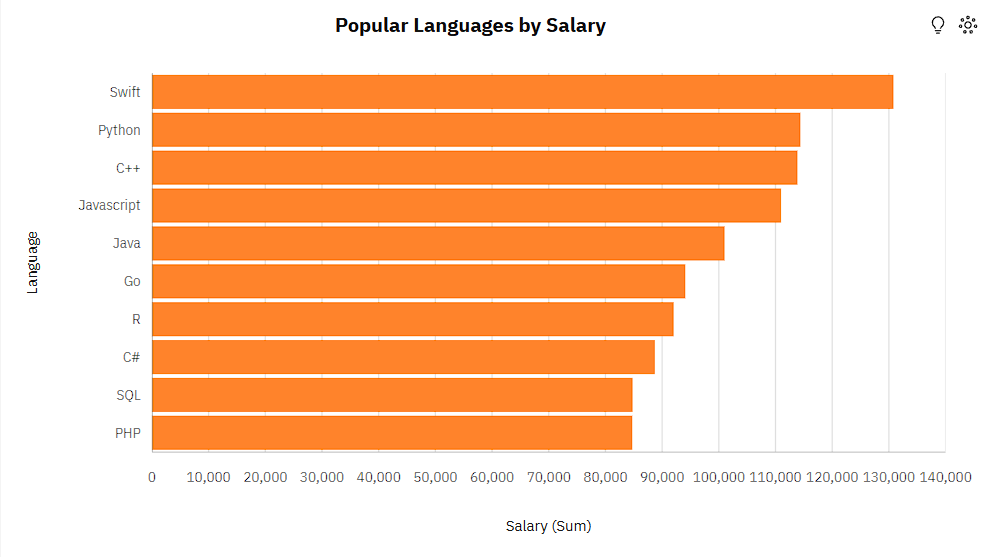 Popular Languages by Salary
Swift
Python
C++
Javascript
Java
Go
R
C#
SQL
PHP
Language
0 10,000 20,000 30,000 40,000 50,000 60,000 70,000 80,000 90,000 100,000 110,000 120,000 130,000 140,000
Salary (Sum)